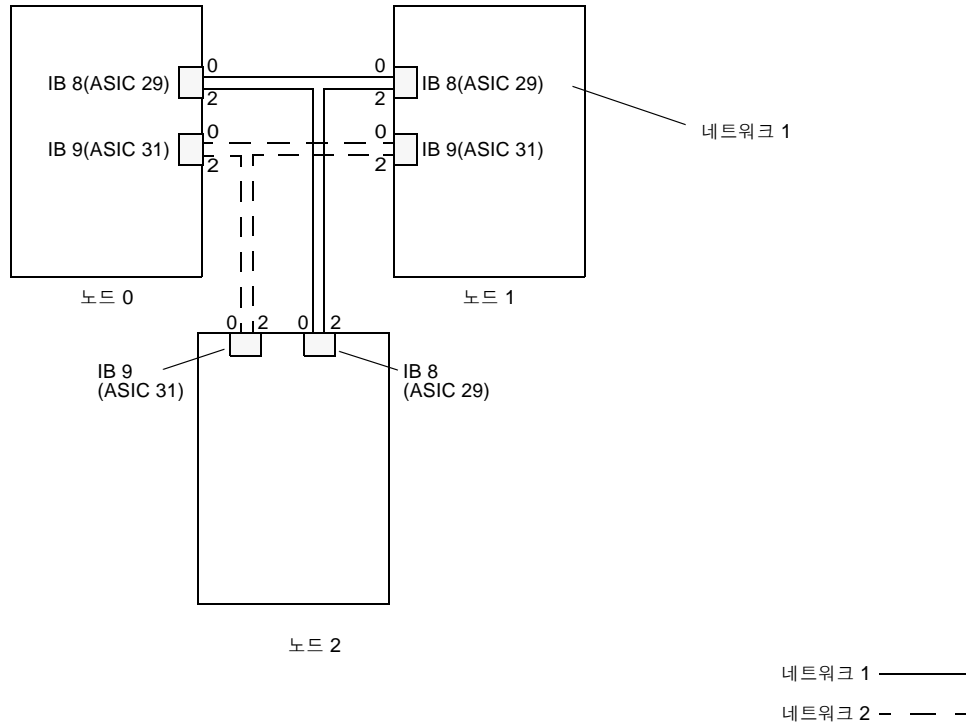 0
0
IB 8(ASIC 29)
IB 8(ASIC 29)
2
2
네트워크 1
0
0
IB 9(ASIC 31)
IB 9(ASIC 31)
2
2
노드 0
노드 1
0
2
0
2
IB 9
(ASIC 31)
IB 8
(ASIC 29)
노드 2
네트워크 1
네트워크 2